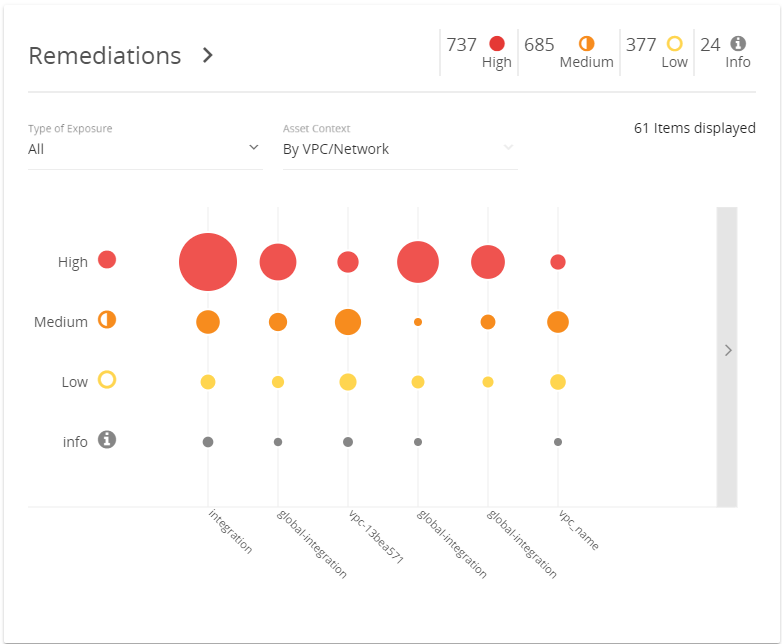 Remediations
737 High
685 Medium
377 Low
24 Info
Type of Exposure
All
Asset Context
By VPC/Network
61 Items displayed
High
Medium
Low
info
integration
global-integration
vpc-13bea571
global-integration
global-integration
vpc_name